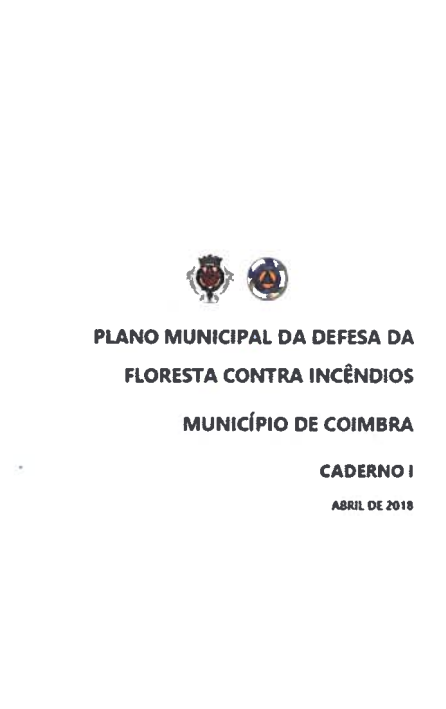 PLANO MUNICIPAL DA DEFESA DA
FLORESTA CONTRA INCÊNDIOS
MUNICÍPIO DE COIMBRA
CADERNO I
ABRIL DE 2018